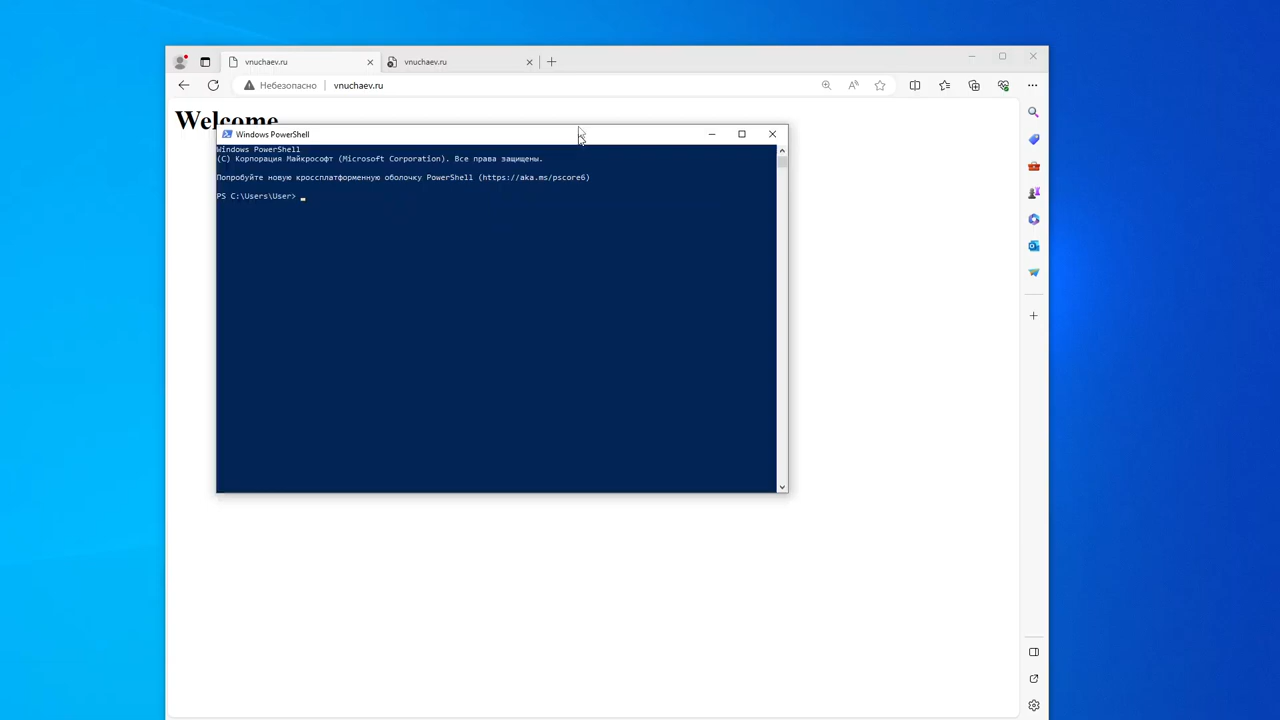 vnuchaev.ru
vnuchaev.ru
Небезопасно
vnuchaev.ru
Welcome
Windows PowerShell
Windows PowerShell
(C) Корпорация Майкрософт (Microsoft Corporation). Все права защищены.
Попробуйте новую кроссплатформенную оболочку PowerShell (https://aka.ms/pscore6)
PS C:\Users\User> _